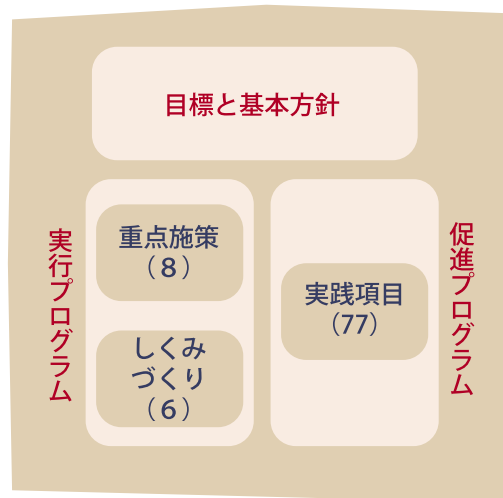 目標と基本方針
実行プログラム
重点施策
（８）
しくみ
づくり
（６）
実践項目
（77）
促進プログラム